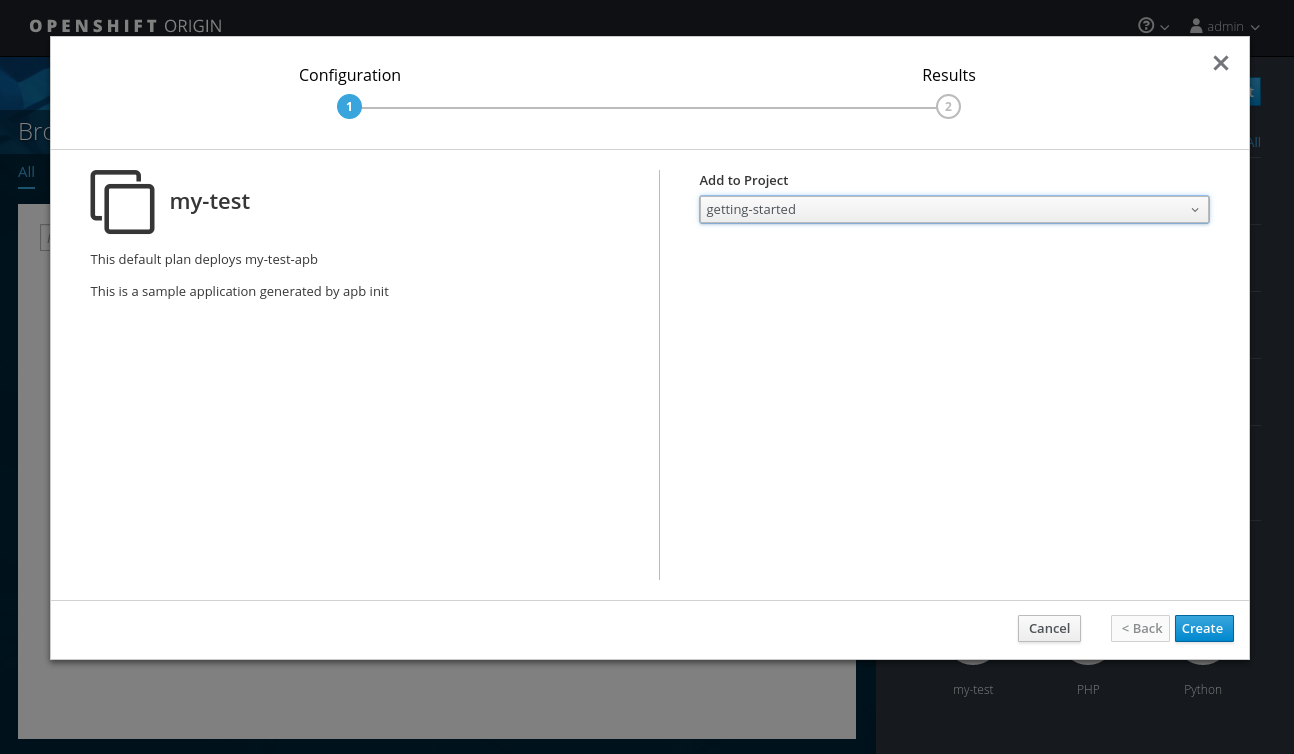 OPENSHIFT ORIGIN
admin
Configuration
Results
1
2
All
my-test
This default plan deploys my-test-apb
This is a sample application generated by apb init
Add to Project
getting-started
Cancel
< Back
Create
my-test
PHP
Python